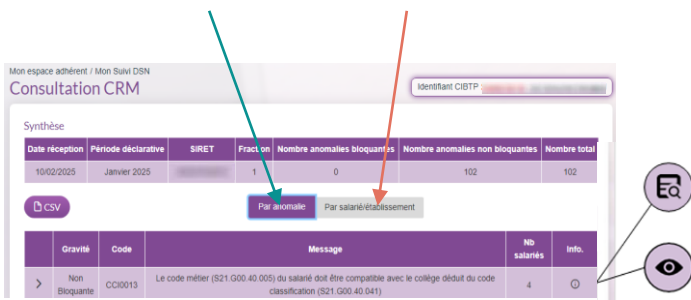 Mon espace adhérent / Mon Suivi DSN
Consultation CRM
Identifiant CIBTP
Synthèse
Date réception Période déclarative SIRET Fraction Nombre anomalies bloquantes Nombre anomalies non bloquantes Nombre total
10/02/2025 Janvier 2025 1 0 102 102
CSV
Par anomalie Par salarié/établissement
Gravité Code Message Nb salariés Info.
Non Bloquante CCI0013 Le code métier (S21.G00.40.005) du salarié doit être compatible avec le collège déduit du code
classification (S21.G00.40.041) 4